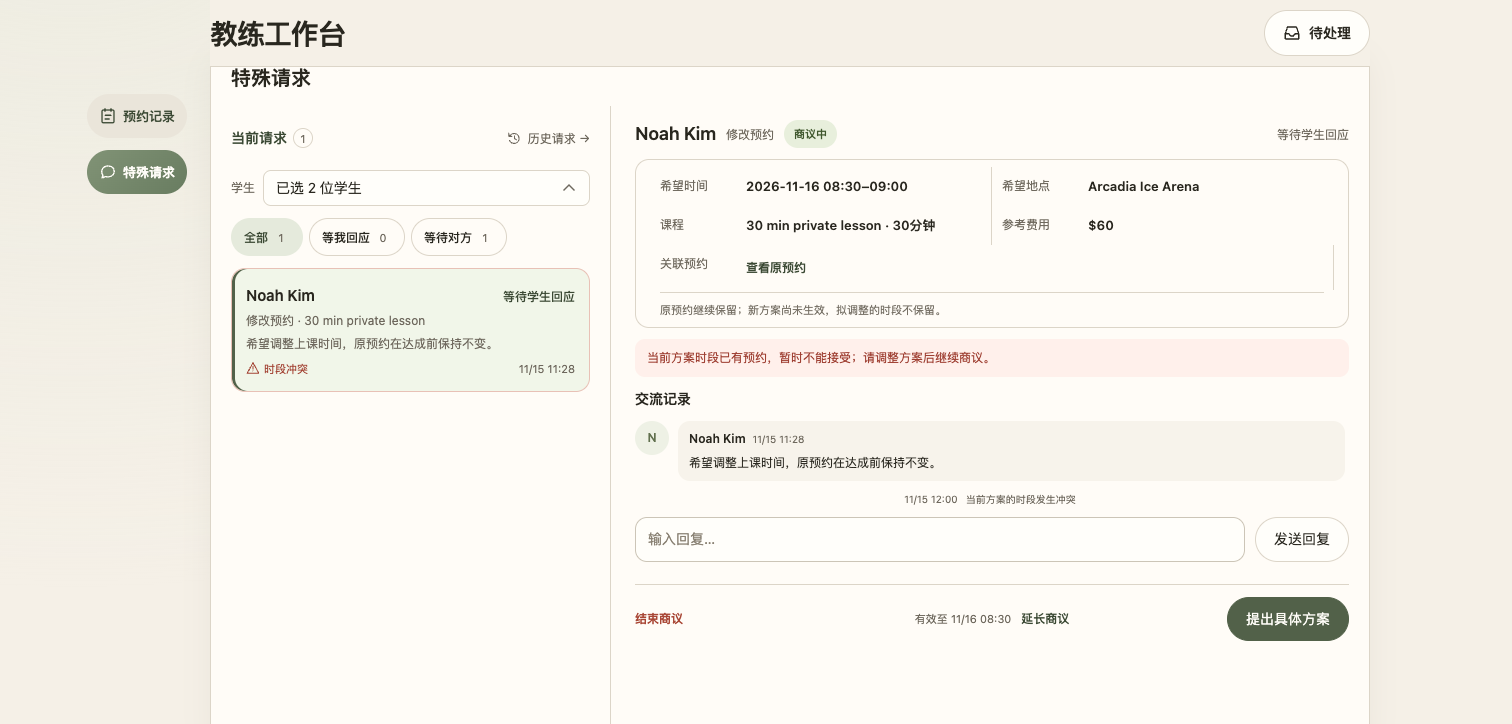 教练工作台
待处理
预约记录
特殊请求
特殊请求
当前请求 1
历史请求 →
学生 已选 2 位学生
全部 1 等我回应 0 等待对方 1
Noah Kim 等待学生回应
修改预约 · 30 min private lesson
希望调整上课时间，原预约在达成前保持不变。
时段冲突 11/15 11:28
Noah Kim 修改预约 商议中 等待学生回应
希望时间 2026-11-16 08:30–09:00 希望地点 Arcadia Ice Arena
课程 30 min private lesson · 30分钟 参考费用 $60
关联预约 查看原预约
原预约继续保留；新方案尚未生效，拟调整的时段不保留。
当前方案时段已有预约，暂时不能接受；请调整方案后继续商议。
交流记录
N
Noah Kim 11/15 11:28
希望调整上课时间，原预约在达成前保持不变。
11/15 12:00 当前方案的时段发生冲突
输入回复...
发送回复
结束商议 有效至 11/16 08:30 延长商议 提出具体方案